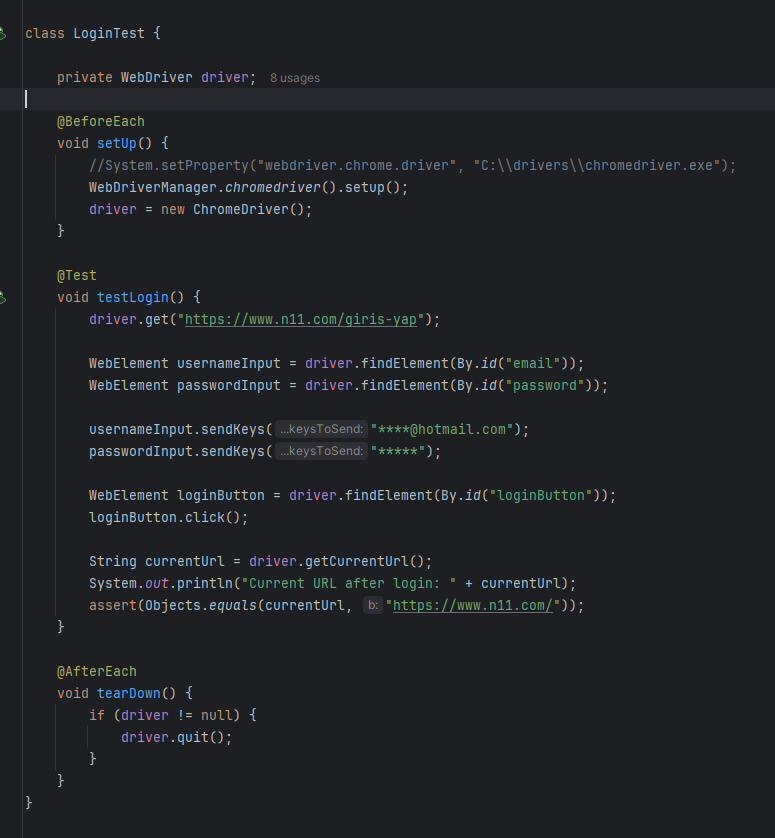 class LoginTest {
private WebDriver driver; 8 usages
@BeforeEach
void setUp() {
//System.setProperty("webdriver.chrome.driver", "C:\\drivers\\chromedriver.exe");
WebDriverManager.chromedriver().setup();
driver = new ChromeDriver();
}
@Test
void testLogin() {
driver.get("https://www.n11.com/giris-yap");
WebElement usernameInput = driver.findElement(By.id("email"));
WebElement passwordInput = driver.findElement(By.id("password"));
usernameInput.sendKeys( ...keysToSend: "****@hotmail.com");
passwordInput.sendKeys( ...keysToSend: "*****");
WebElement loginButton = driver.findElement(By.id("loginButton"));
loginButton.click();
String currentUrl = driver.getCurrentUrl();
System.out.println("Current URL after login: " + currentUrl);
assert(Objects.equals(currentUrl, b: "https://www.n11.com/"));
}
@AfterEach
void tearDown() {
if (driver != null) {
driver.quit();
}
}
}